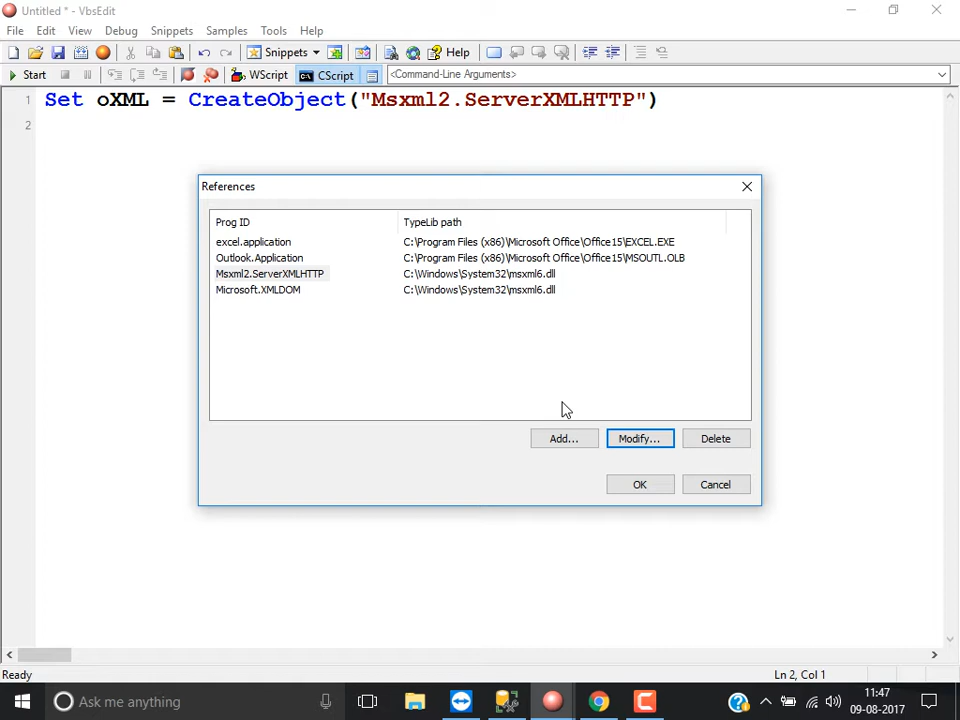 Untitled * - VbsEdit
File Edit View Debug Snippets Samples Tools Help
Snippets Help
Start WScript CScript <Command-Line Arguments>
1 Set oXML = CreateObject("Msxml2.ServerXMLHTTP")
2
References
Prog ID TypeLib path
excel.application C:\Program Files (x86)\Microsoft Office\Office15\EXCEL.EXE
Outlook.Application C:\Program Files (x86)\Microsoft Office\Office15\MSOUTL.OLB
Msxml2.ServerXMLHTTP C:\Windows\System32\msxml6.dll
Microsoft.XMLDOM C:\Windows\System32\msxml6.dll
Add... Modify... Delete
OK Cancel
Ready Ln 2, Col 1
Ask me anything 11:47
09-08-2017